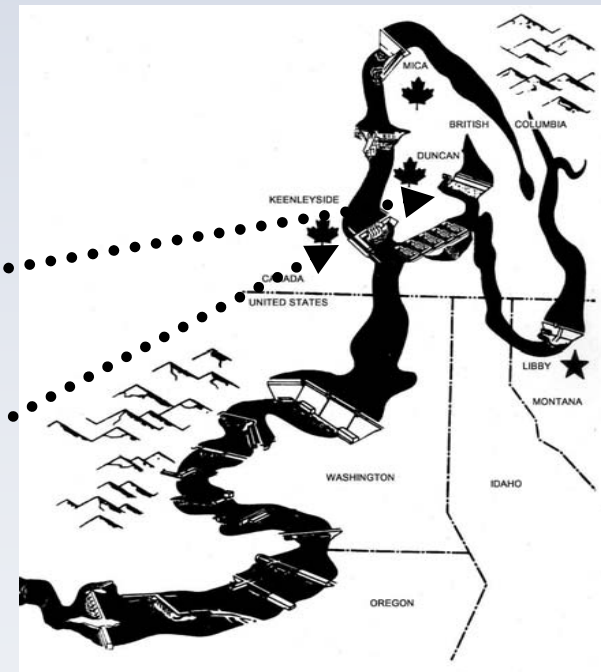 MICA
BRITISH COLUMBIA
DUNCAN
KEENLEYSIDE
CANADA
UNITED STATES
LIBBY
MONTANA
WASHINGTON
IDAHO
OREGON